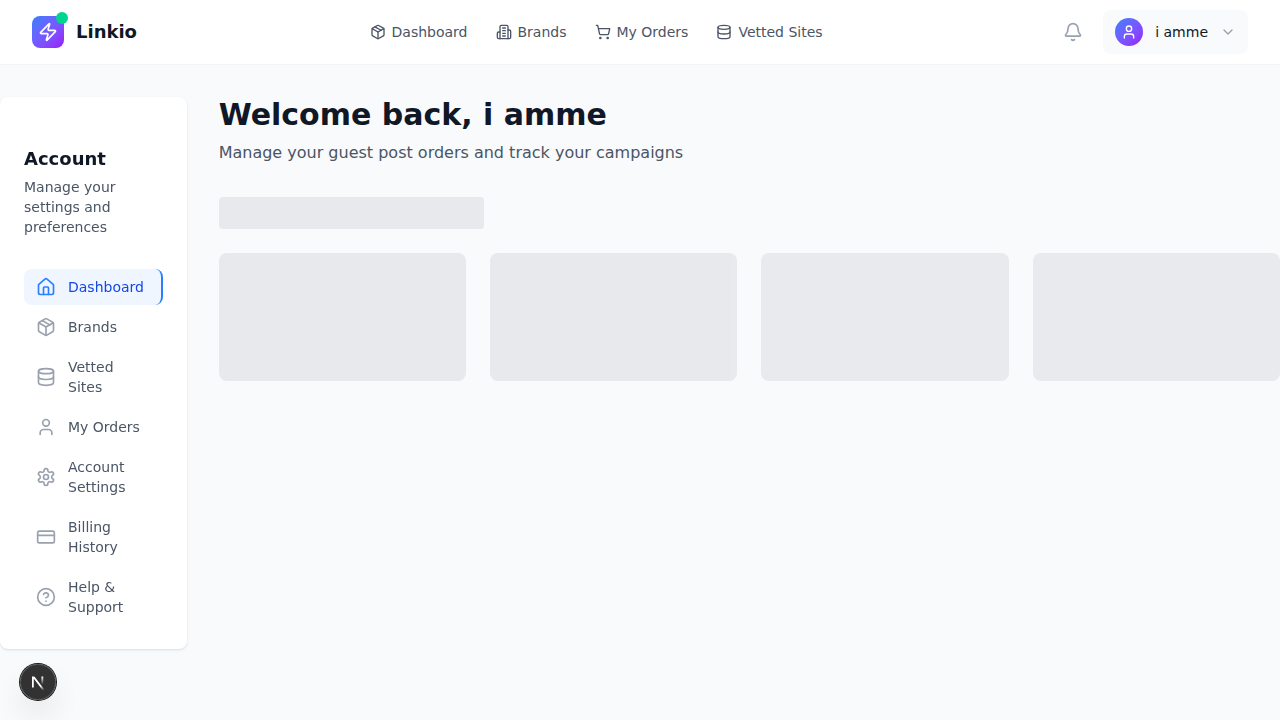 Linkio
Dashboard
Brands
My Orders
Vetted Sites
i amme
Account
Manage your
settings and
preferences
Dashboard
Brands
Vetted
Sites
My Orders
Account
Settings
Billing
History
Help &
Support
Welcome back, i amme
Manage your guest post orders and track your campaigns
N